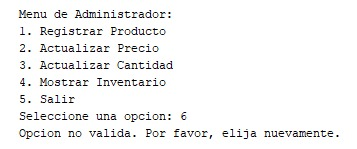 Menu de Administrador:
1. Registrar Producto
2. Actualizar Precio
3. Actualizar Cantidad
4. Mostrar Inventario
5. Salir
Seleccione una opcion: 6
Opcion no valida. Por favor, elija nuevamente.